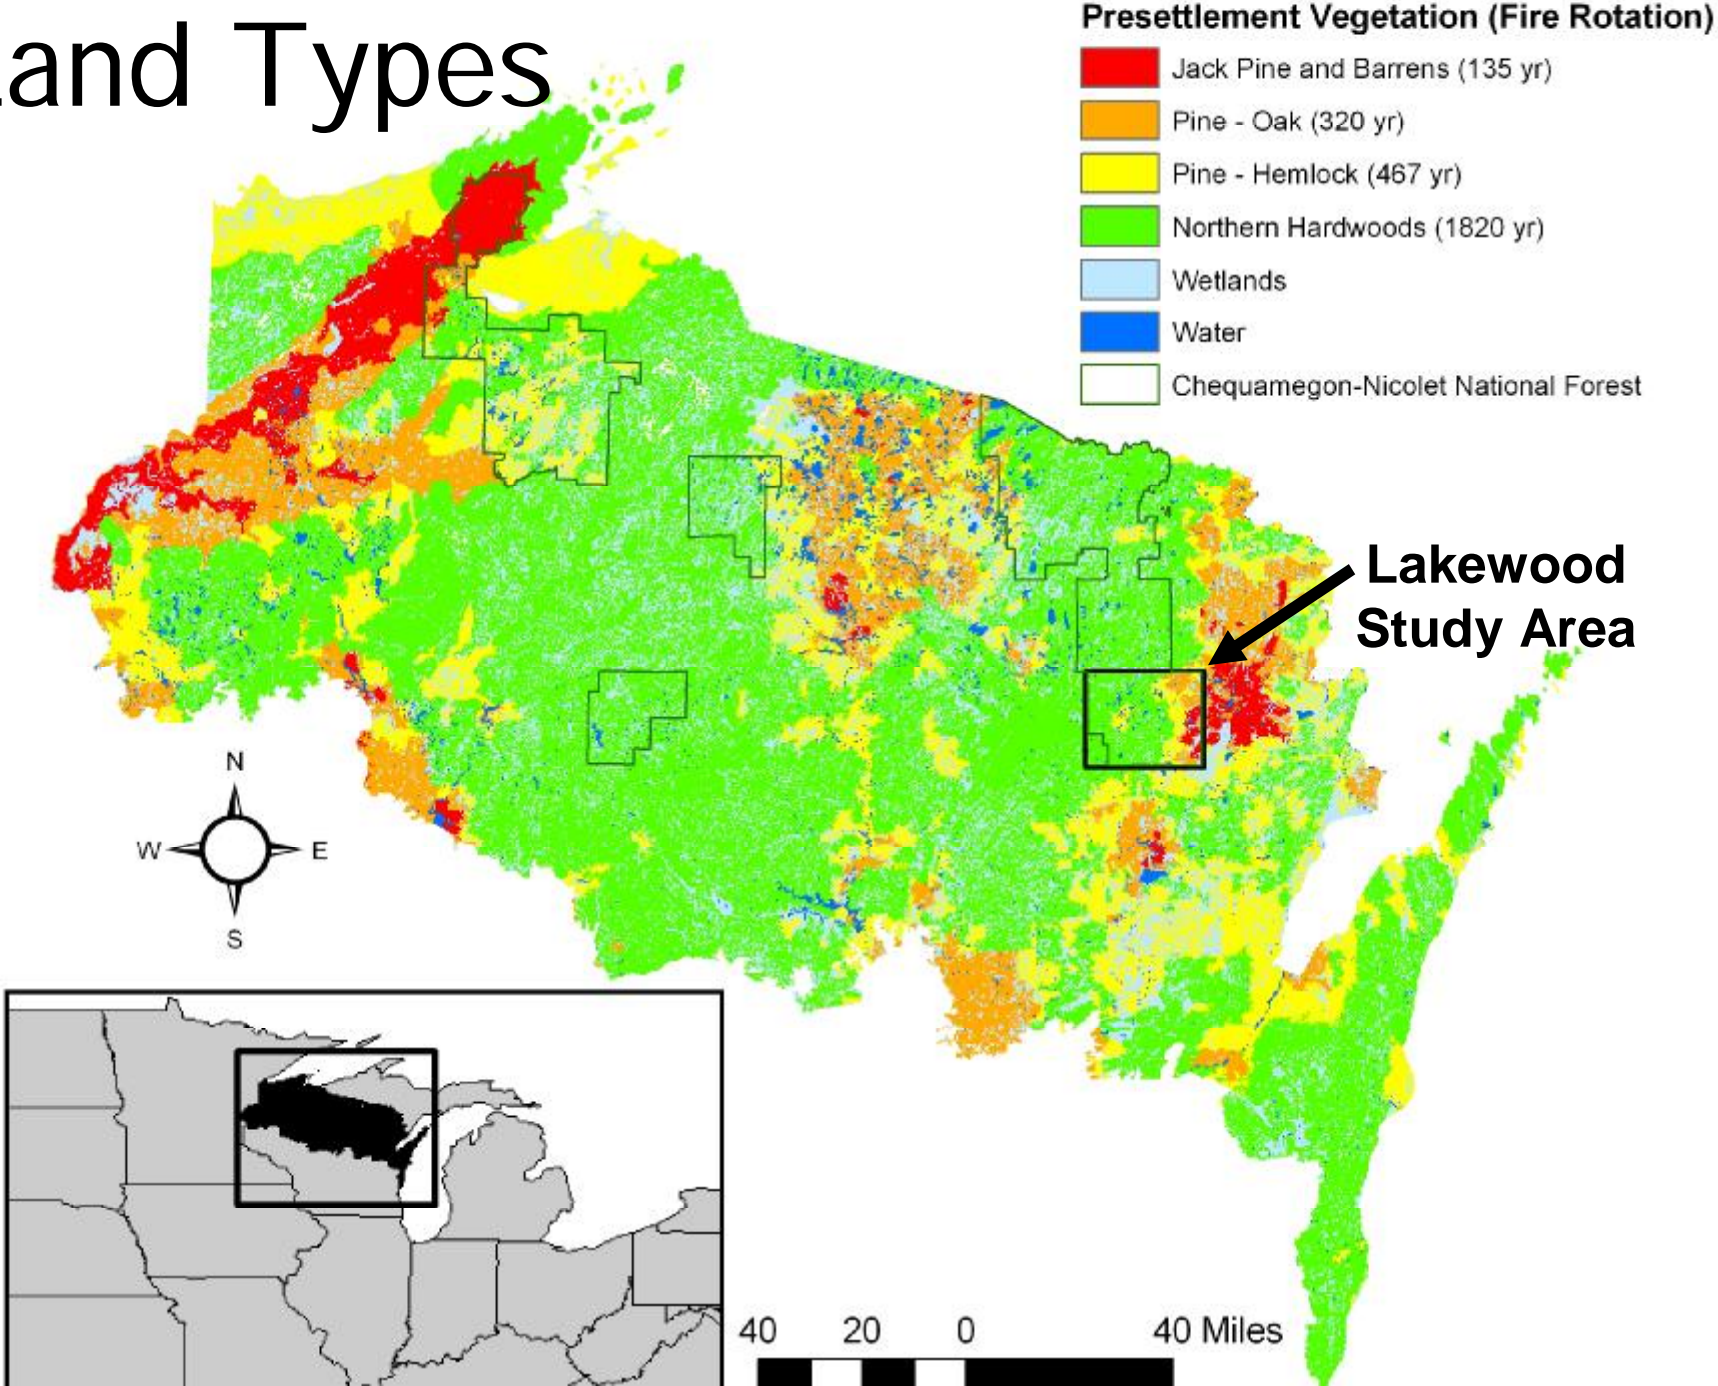 and Types
Presettlement Vegetation (Fire Rotation)
Jack Pine and Barrens (135 yr)
Pine - Oak (320 yr)
Pine - Hemlock (467 yr)
Northern Hardwoods (1820 yr)
Wetlands
Water
Chequamegon-Nicolet National Forest
Lakewood
Study Area
N
W E
S
40 20 0 40 Miles